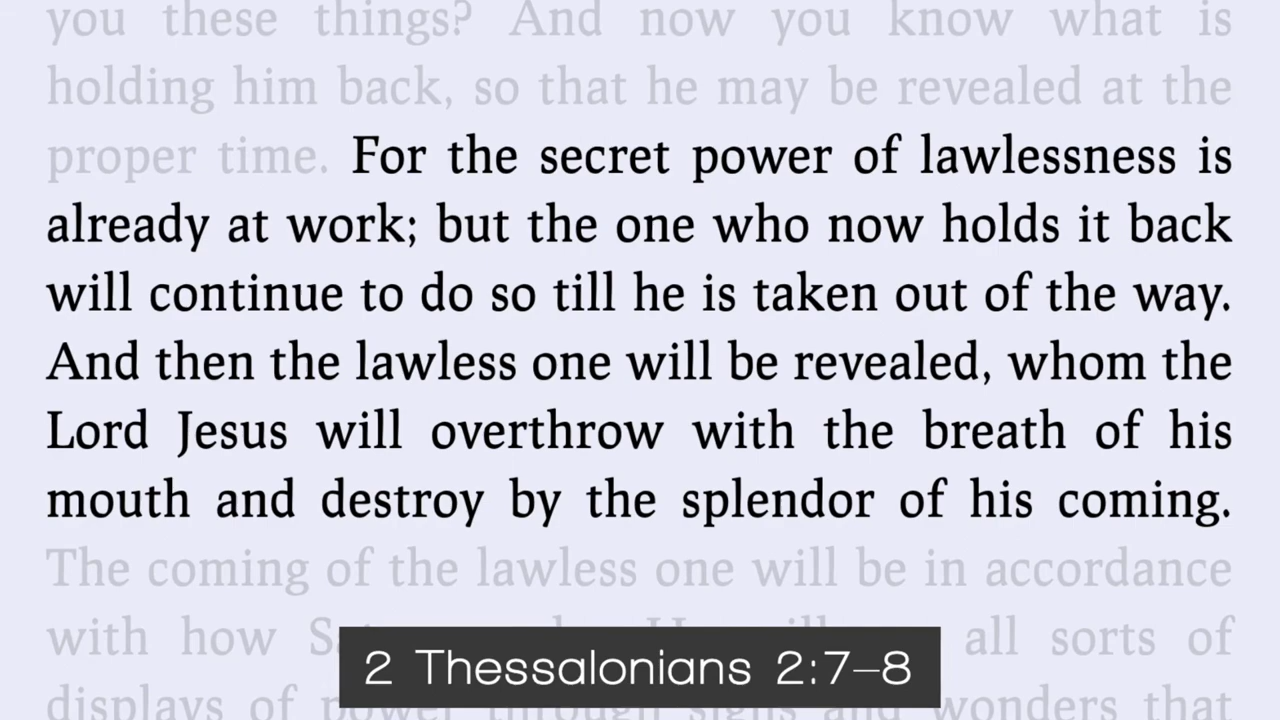 you these things? And now you know what is
holding him back, so that he may be revealed at the
proper time. For the secret power of lawlessness is
already at work; but the one who now holds it back
will continue to do so till he is taken out of the way.
And then the lawless one will be revealed, whom the
Lord Jesus will overthrow with the breath of his
mouth and destroy by the splendor of his coming.
The coming of the lawless one will be in accordance
with how all sorts of
displays of wonders that
2 Thessalonians 2:7–8